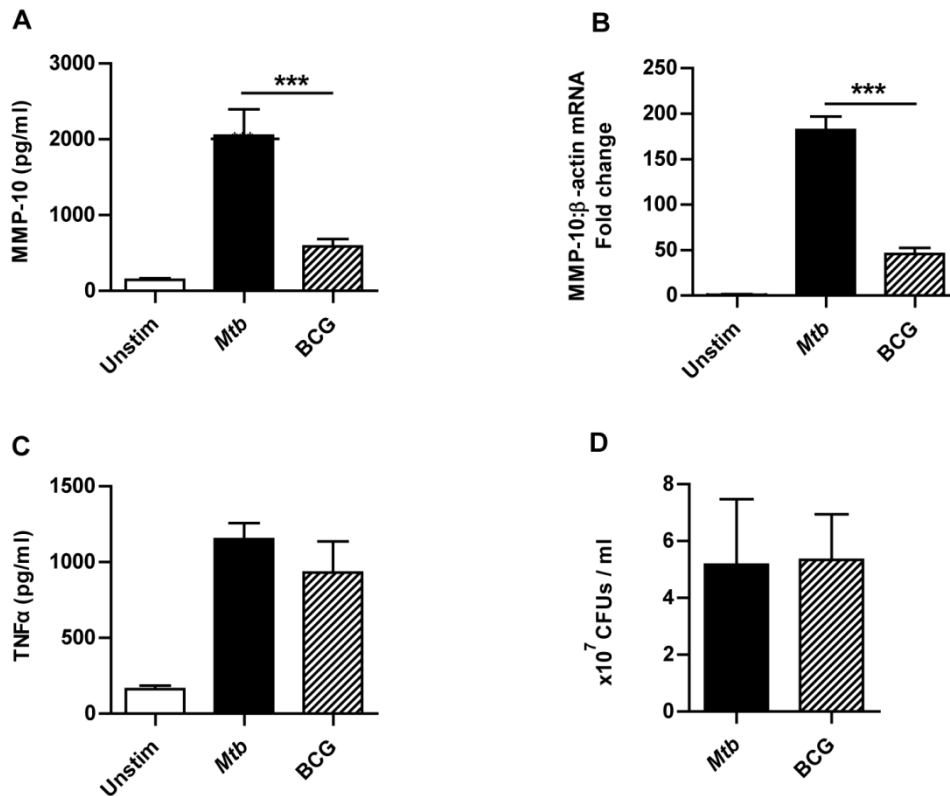 A
MMP-10 (pg/ml)
3000
2000
1000
0
***
Unstim
Mtb
BCG
B
MMP-10:β-actin mRNA
Fold change
250
200
150
100
50
0
***
Unstim
Mtb
BCG
C
TNFα (pg/ml)
1500
1000
500
0
Unstim
Mtb
BCG
D
x10⁷ CFUs / ml
8
6
4
2
0
Mtb
BCG